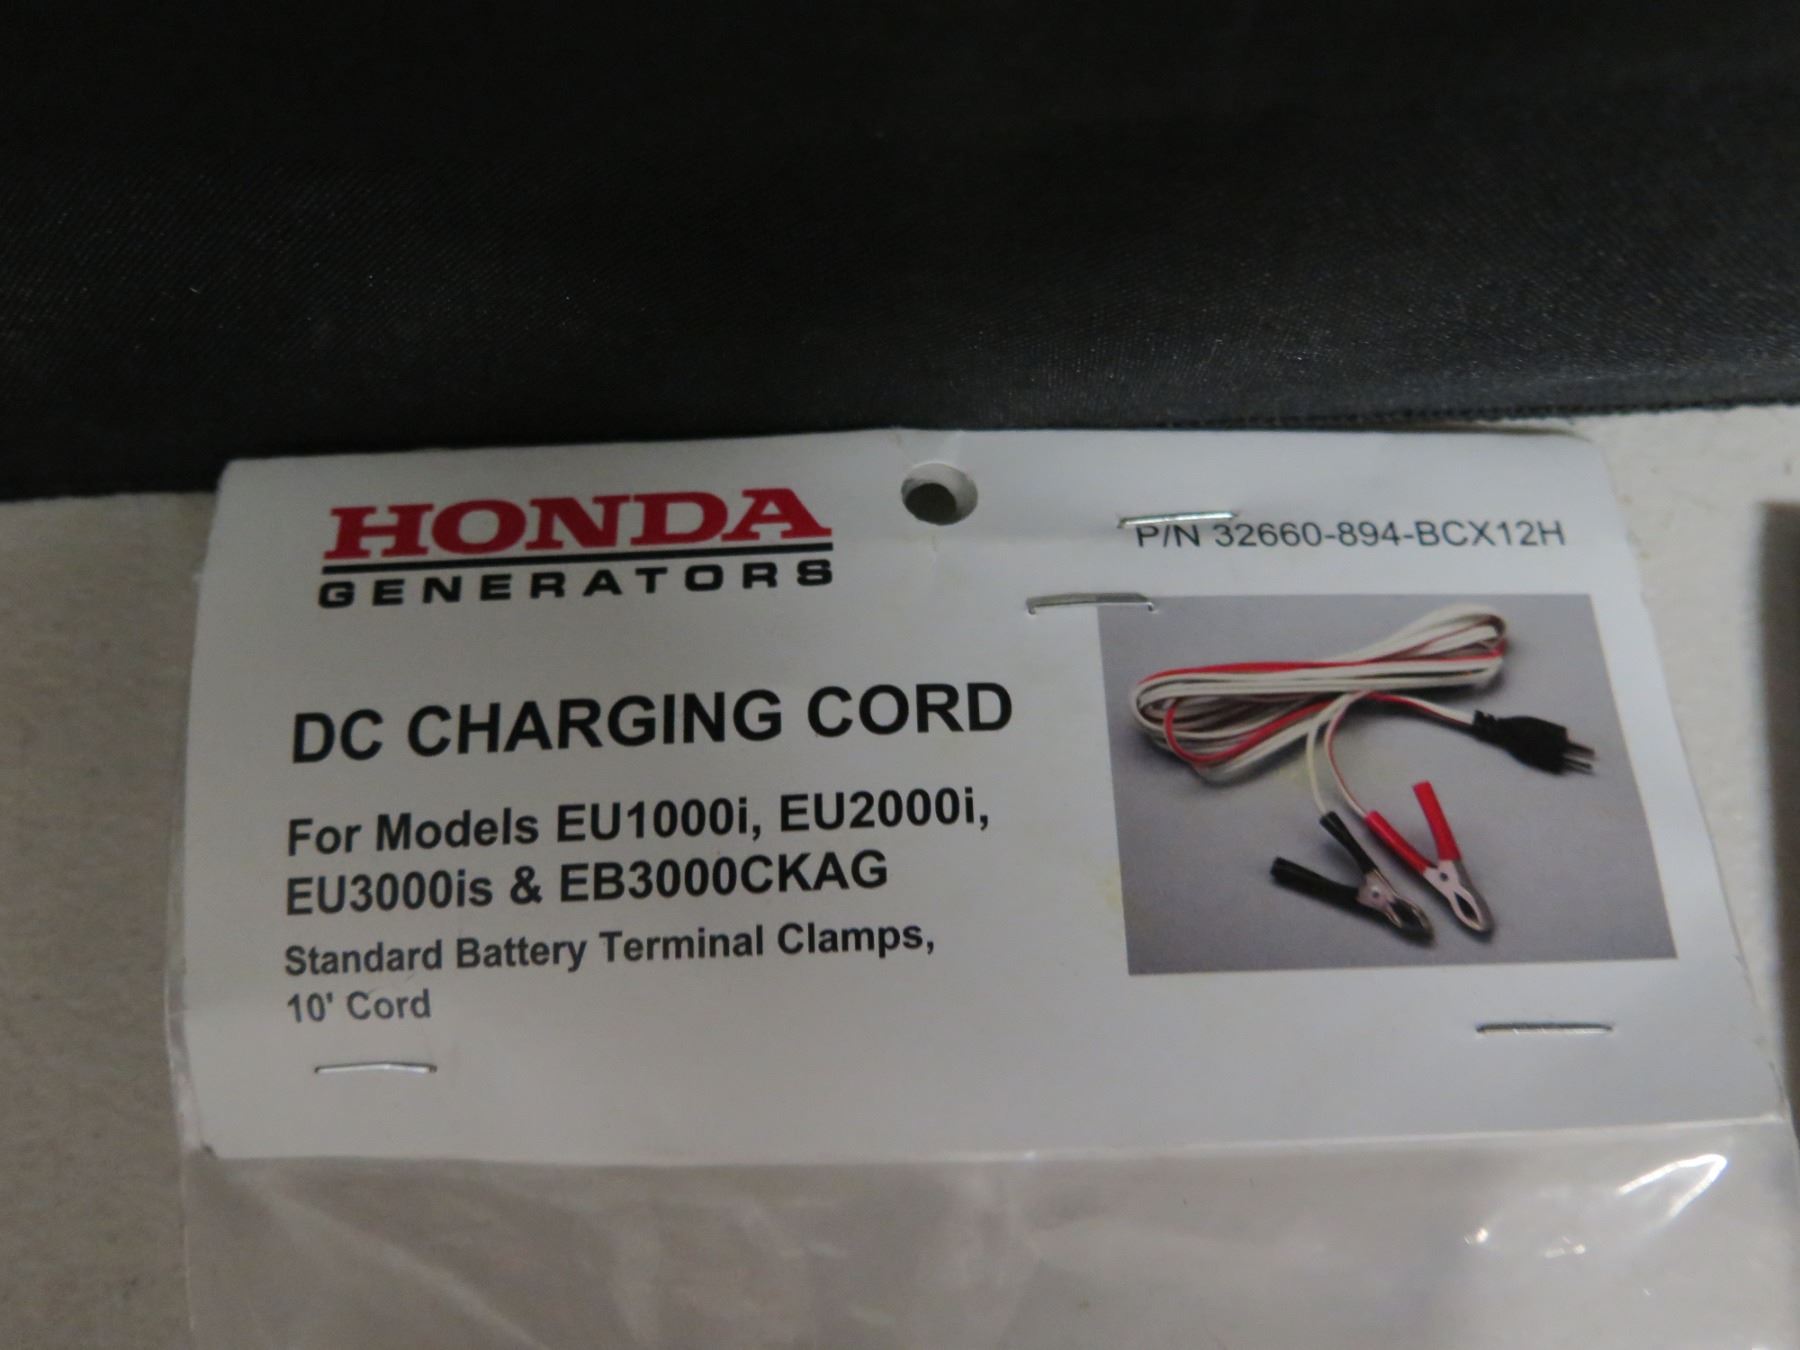 HONDA
GENERATORS
P/N 32660-894-BCX12H
DC CHARGING CORD
For Models EU1000i, EU2000i,
EU3000is & EB3000CKAG
Standard Battery Terminal Clamps,
10' Cord